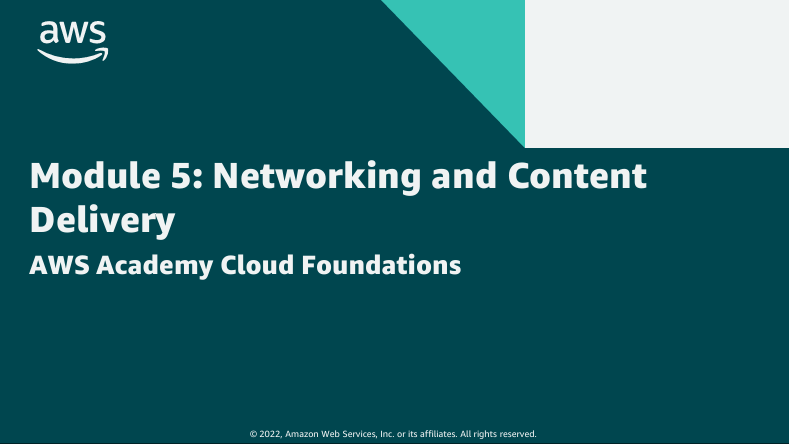 aws
Module 5: Networking and Content
Delivery
AWS Academy Cloud Foundations
© 2022, Amazon Web Services, Inc. or its affiliates. All rights reserved.